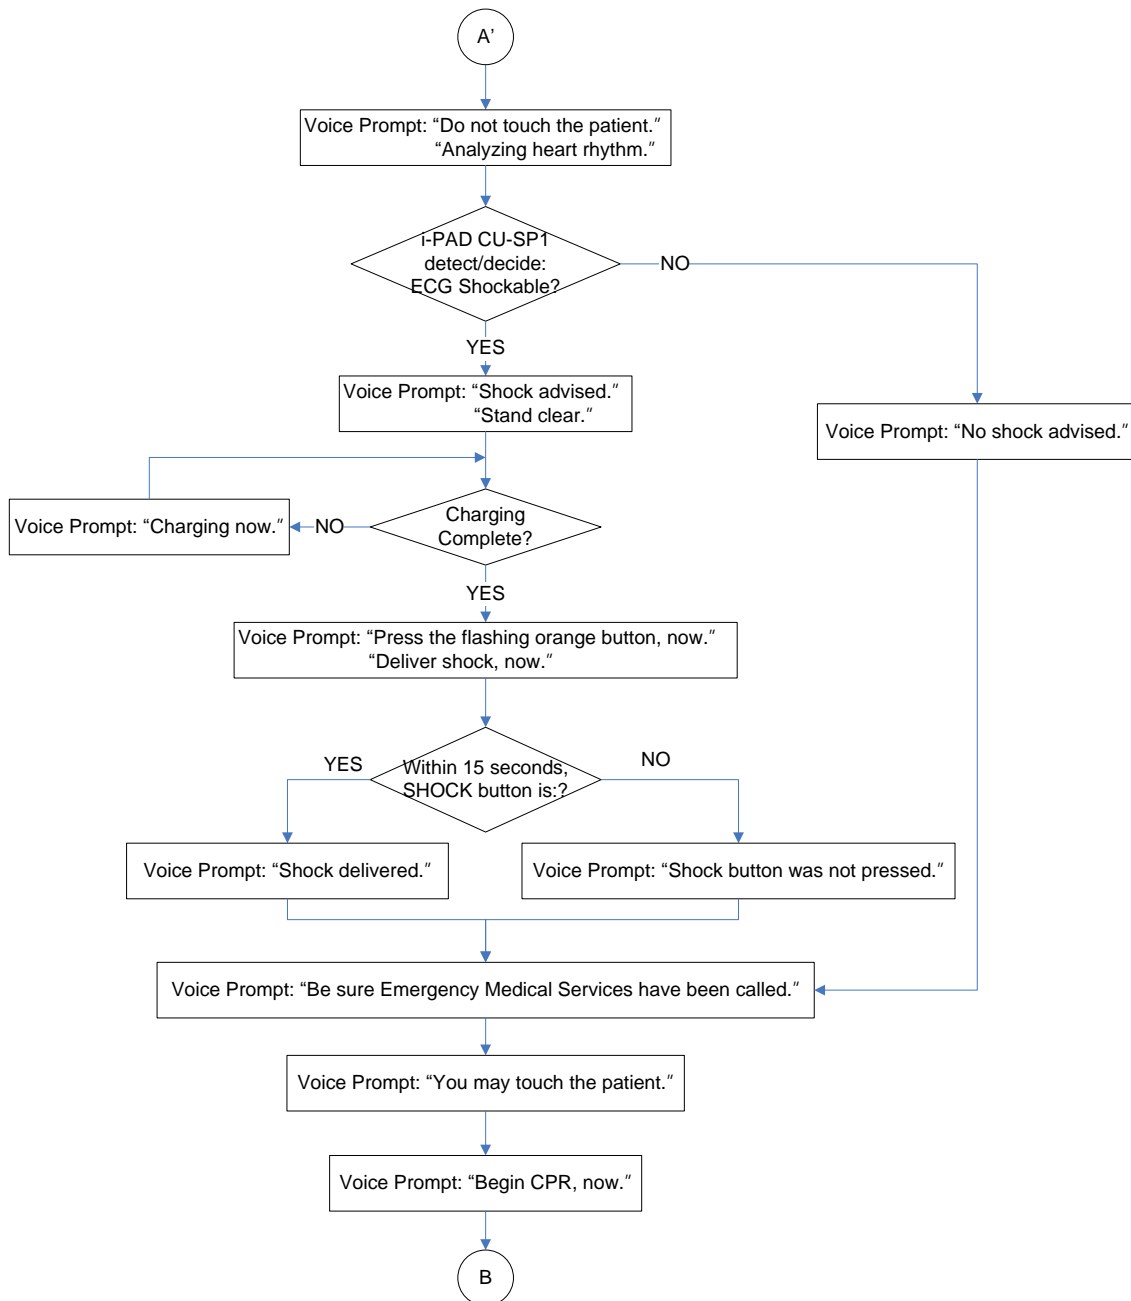 A’
Voice Prompt: “Do not touch the patient.”
“Analyzing heart rhythm.”
i-PAD CU-SP1
detect/decide:
ECG Shockable?
NO
YES
Voice Prompt: “Shock advised.”
“Stand clear.”
Voice Prompt: “No shock advised.”
Voice Prompt: “Charging now.”
NO
Charging
Complete?
YES
Voice Prompt: “Press the flashing orange button, now.”
“Deliver shock, now.”
YES
Within 15 seconds,
SHOCK button is:?
NO
Voice Prompt: “Shock delivered.”
Voice Prompt: “Shock button was not pressed.”
Voice Prompt: “Be sure Emergency Medical Services have been called.”
Voice Prompt: “You may touch the patient.”
Voice Prompt: “Begin CPR, now.”
B